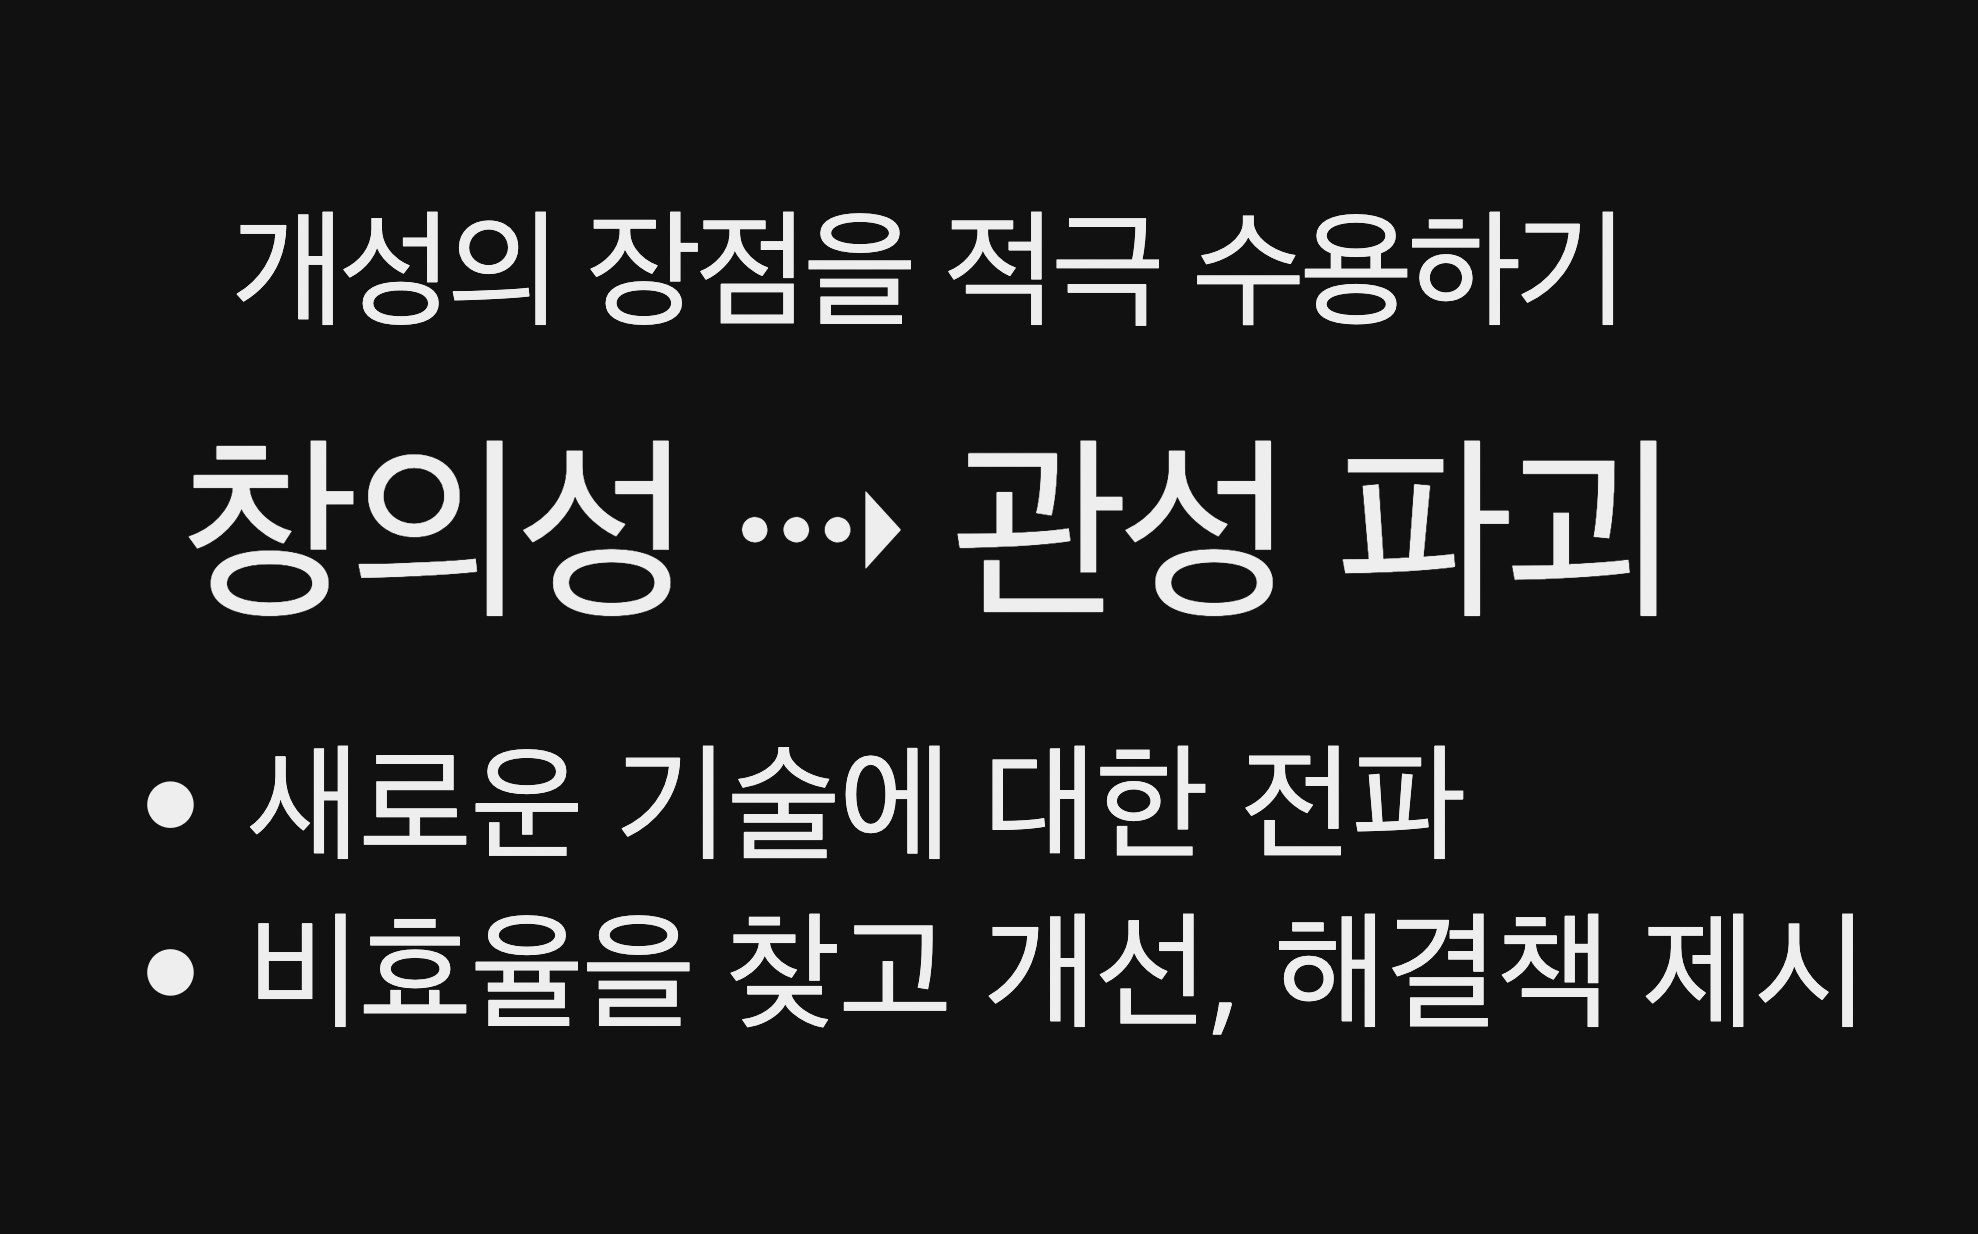 개성의 장점을 적극 수용하기
창의성 ⋯▸ 관성 파괴
• 새로운 기술에 대한 전파
• 비효율을 찾고 개선, 해결책 제시